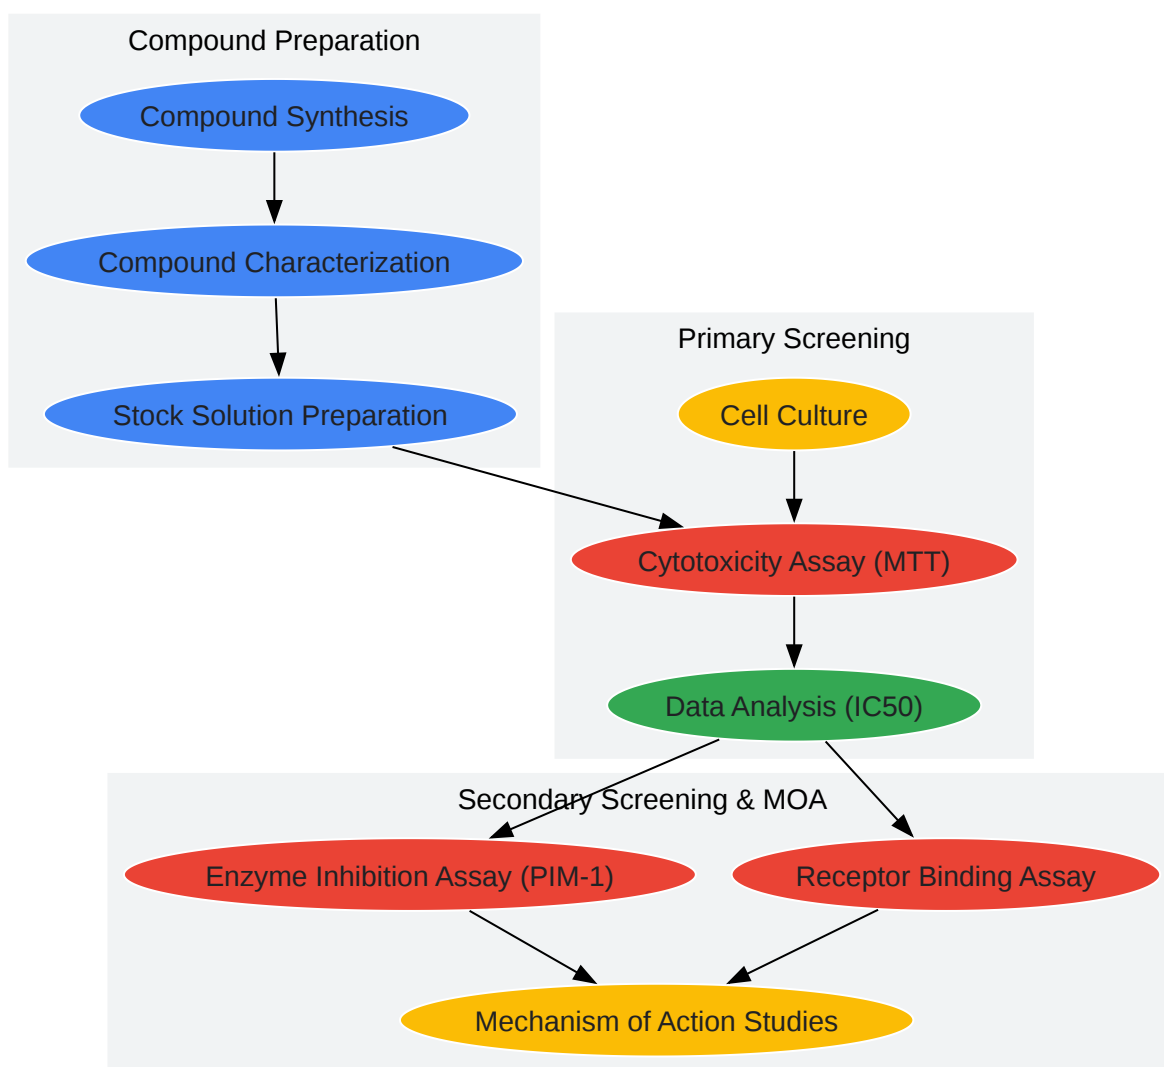 Compound Preparation
Compound Synthesis
Compound Characterization
Stock Solution Preparation
Primary Screening
Cell Culture
Cytotoxicity Assay (MTT)
Data Analysis (IC50)
Secondary Screening & MOA
Enzyme Inhibition Assay (PIM-1)
Receptor Binding Assay
Mechanism of Action Studies